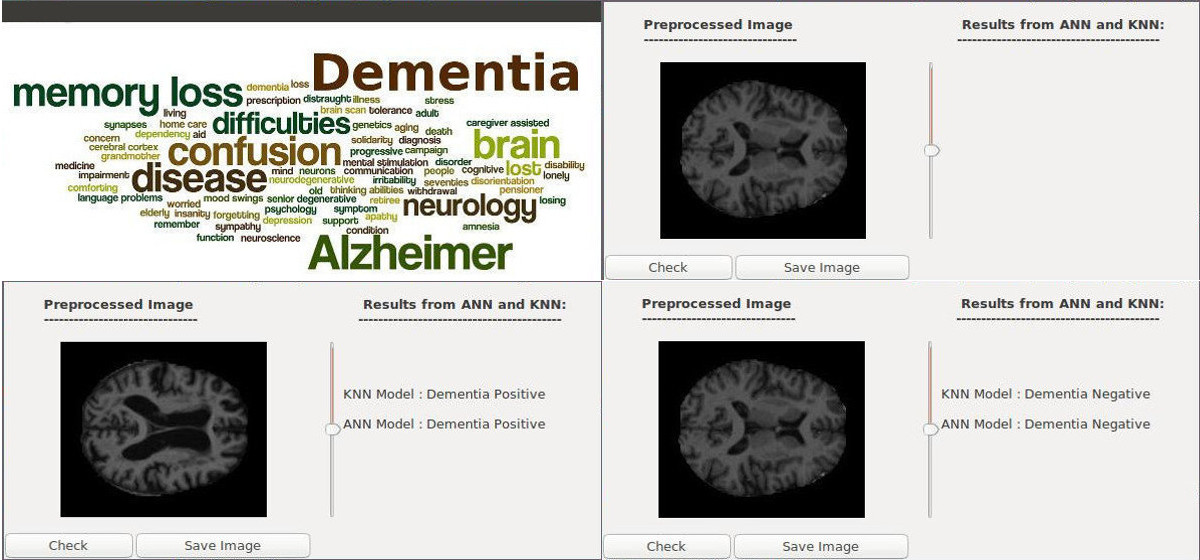 Dementia
memory loss
dementia loss
prescription distraught illness stress
living brain scan tolerance adult
synapses home care difficulties genetics aging death caregiver assisted
concern dependency aid solidarity diagnosis
cerebral cortex confusion progressive campaign brain
grandmother mental stimulation disorder
medicine disease mind neurons communication people cognitive lost disability
impairment neurodegenerative irritability seventies disorientation lonely
comforting old thinking abilities withdrawal pensioner
language problems mood swings senior degenerative retiree neurology losing
worried psychology symptom
elderly insanity forgetting depression support apathy
remember sympathy condition amnesia
function neuroscience
Alzheimer
Preprocessed Image
Results from ANN and KNN:
Check
Save Image
Preprocessed Image
Results from ANN and KNN:
KNN Model : Dementia Positive
ANN Model : Dementia Positive
Check
Save Image
Preprocessed Image
Results from ANN and KNN:
KNN Model : Dementia Negative
ANN Model : Dementia Negative
Check
Save Image